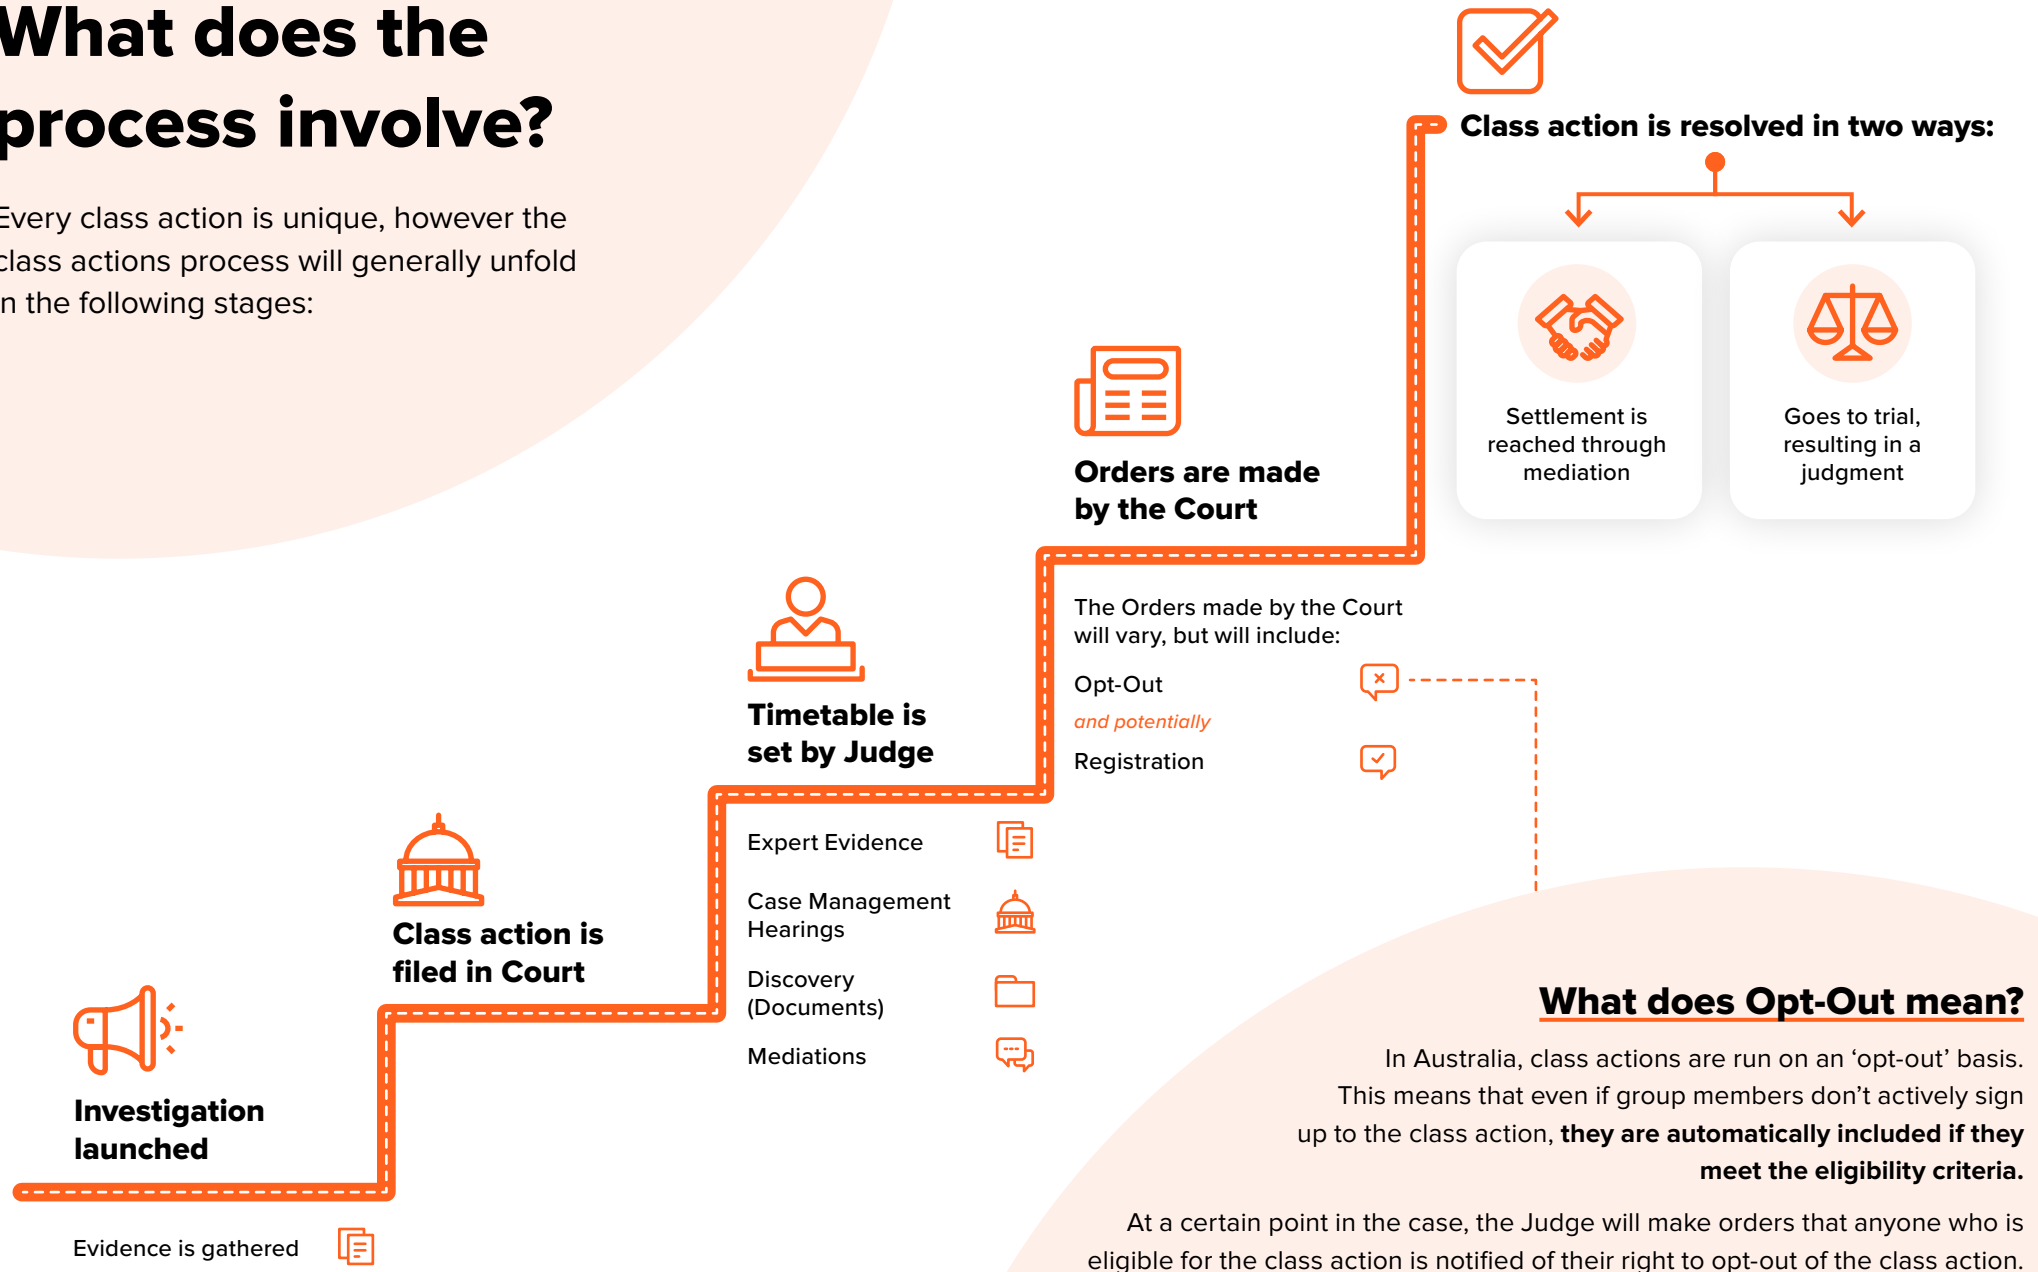 What does the
process involve?
Every class action is unique, however the
class actions process will generally unfold
in the following stages:
Investigation
launched
Evidence is gathered
Class action is
filed in Court
Timetable is
set by Judge
Expert Evidence
Case Management
Hearings
Discovery
(Documents)
Mediations
Orders are made
by the Court
The Orders made by the Court
will vary, but will include:
Opt-Out
and potentially
Registration
Class action is resolved in two ways:
Settlement is
reached through
mediation
Goes to trial,
resulting in a
judgment
What does Opt-Out mean?
In Australia, class actions are run on an ‘opt-out’ basis.
This means that even if group members don’t actively sign
up to the class action, they are automatically included if they
meet the eligibility criteria.
At a certain point in the case, the Judge will make orders that anyone who is
eligible for the class action is notified of their right to opt-out of the class action.